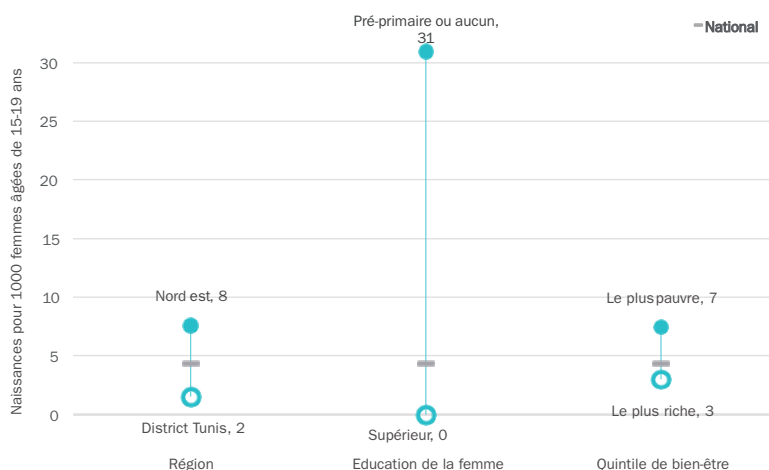 Pré-primaire ou aucun,
31
National
Naissances pour 1000 femmes âgées de 15-19 ans
30
25
20
15
10
5
0
Nord est, 8
Le plus pauvre, 7
District Tunis, 2
Supérieur, 0
Le plus riche, 3
Région
Education de la femme
Quintile de bien-être